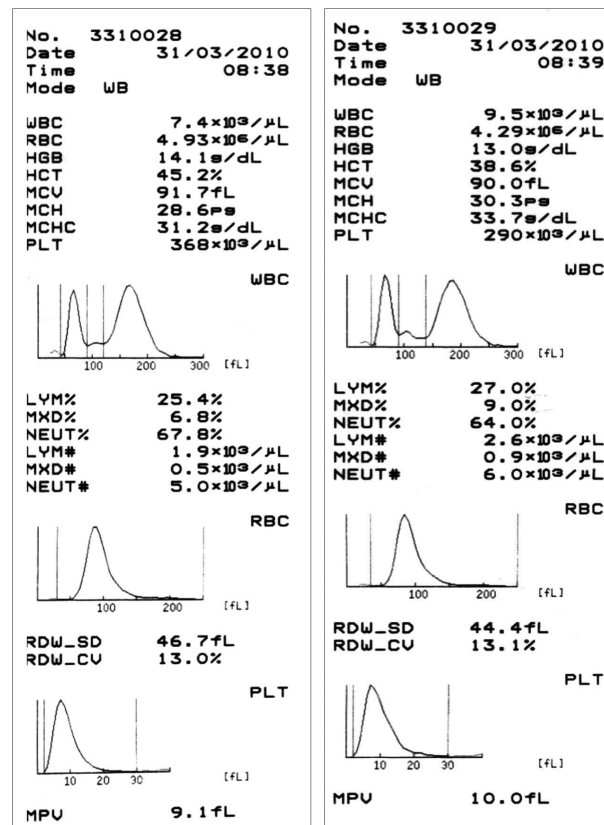 No. 3310028
Date 31/03/2010
Time 08:38
Mode WB
WBC 7.4×10³/μL
RBC 4.93×10⁶/μL
HGB 14.1g/dL
HCT 45.2%
MCV 91.7fL
MCH 28.6pg
MCHC 31.2g/dL
PLT 368×10³/μL
WBC
100 200 300 [fL]
LYM% 25.4%
MXD% 6.8%
NEUT% 67.8%
LYM# 1.9×10³/μL
MXD# 0.5×10³/μL
NEUT# 5.0×10³/μL
RBC
100 200 [fL]
RDW_SD 46.7fL
RDW_CV 13.0%
PLT
10 20 30 [fL]
MPV 9.1fL
No. 3310029
Date 31/03/2010
Time 08:39
Mode WB
WBC 9.5×10³/μL
RBC 4.29×10⁶/μL
HGB 13.0g/dL
HCT 38.6%
MCV 90.0fL
MCH 30.3pg
MCHC 33.7g/dL
PLT 290×10³/μL
WBC
100 200 300 [fL]
LYM% 27.0%
MXD% 9.0%
NEUT% 64.0%
LYM# 2.6×10³/μL
MXD# 0.9×10³/μL
NEUT# 6.0×10³/μL
RBC
100 200 [fL]
RDW_SD 44.4fL
RDW_CV 13.1%
PLT
10 20 30 [fL]
MPV 10.0fL